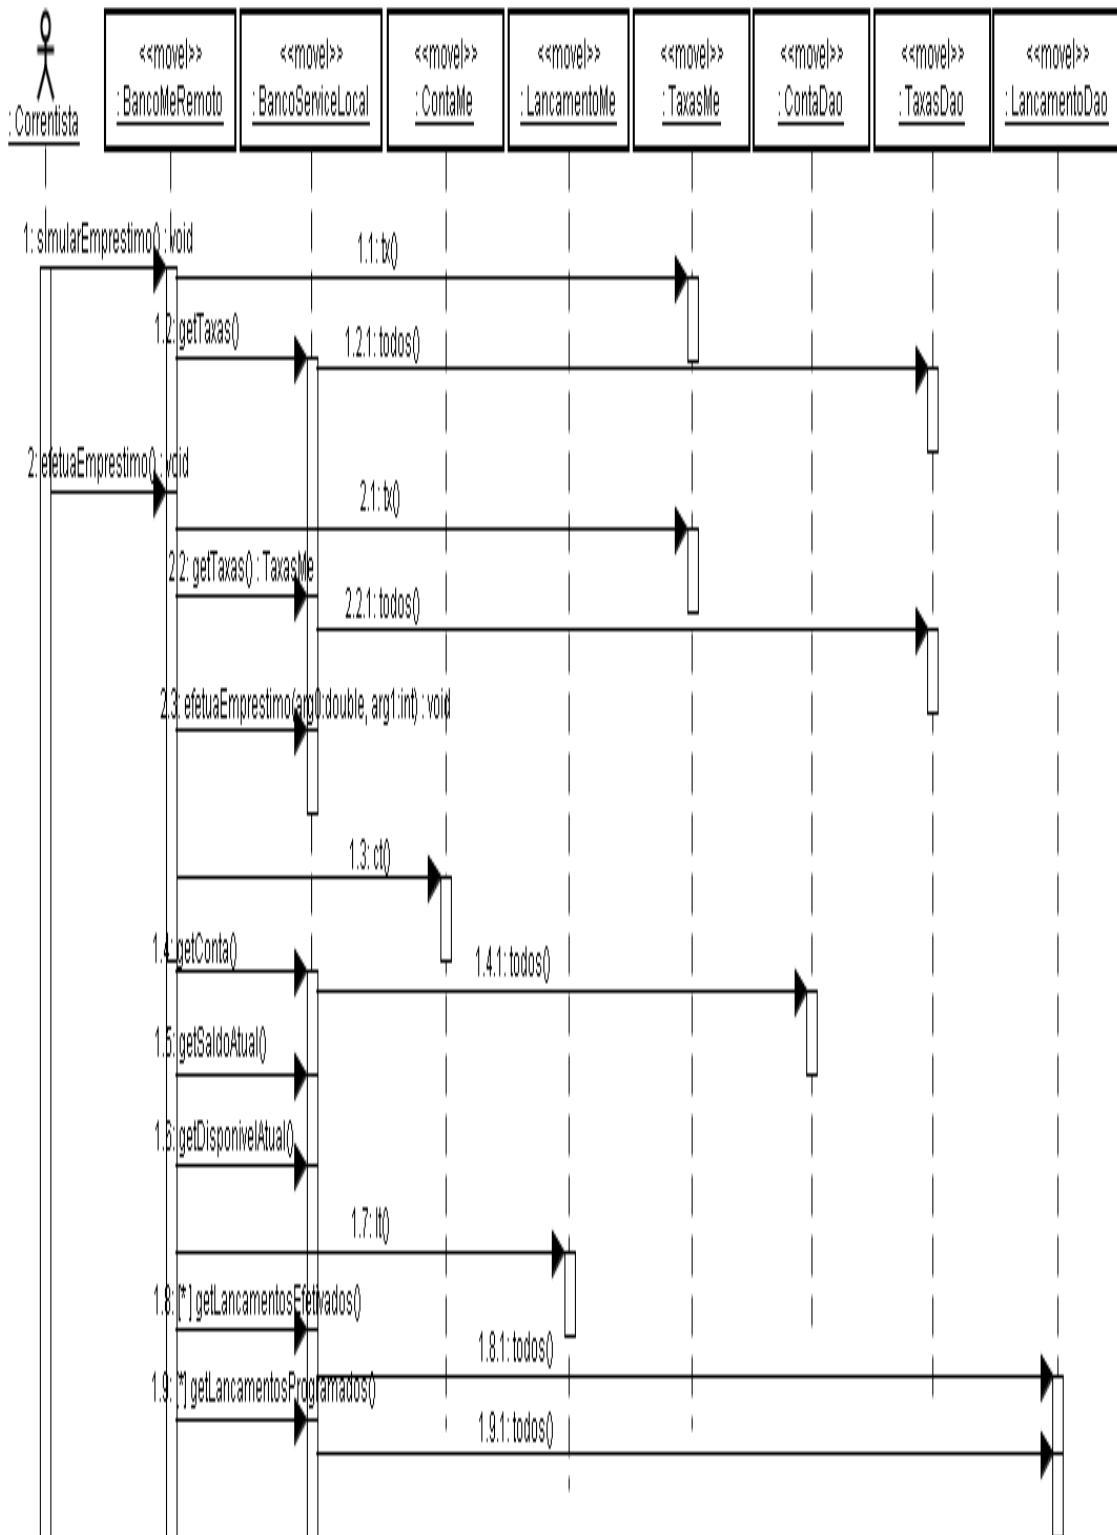 : Correntista
<<movel>>
: BancoMeRemoto
<<movel>>
: BancoServiceLocal
<<movel>>
: ContaMe
<<movel>>
: LancamentoMe
<<movel>>
: TaxasMe
<<movel>>
: ContaDao
<<movel>>
: TaxasDao
<<movel>>
: LancamentoDao
1: simularEmprestimo() : void
1.1: tx()
1.2: getTaxas()
1.2.1: todos()
2: efetuaEmprestimo() : void
2.1: tx()
2.2: getTaxas() : TaxasMe
2.2.1: todos()
2.3: efetuaEmprestimo(arg0:double, arg1:int) : void
1.3: ct()
1.4: getConta()
1.4.1: todos()
1.5: getSaldoAtual()
1.6: getDisponivelAtual()
1.7: lt()
1.8: [*] getLancamentosEfetivados()
1.8.1: todos()
1.9: [*] getLancamentosProgramados()
1.9.1: todos()